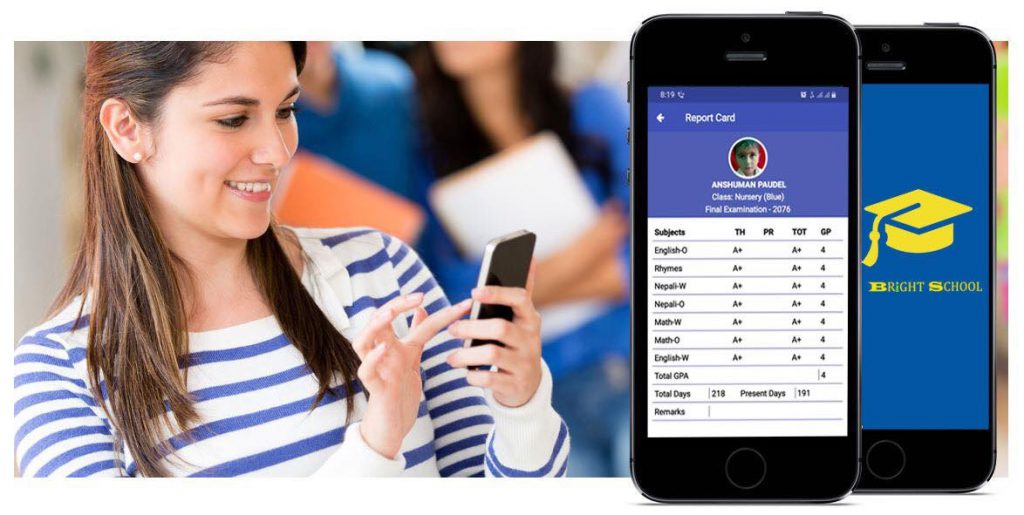 8:19
Report Card
ANSHUMAN PAUDEL
Class: Nursery (Blue)
Final Examination - 2076
Subjects TH PR TOT GP
English-O A+ A+ 4
Rhymes A+ A+ 4
Nepali-W A+ A+ 4
Nepali-O A+ A+ 4
Math-W A+ A+ 4
Math-O A+ A+ 4
English-W A+ A+ 4
Total GPA 4
Total Days 218 Present Days 191
Remarks
BRiGHT SCHOOL